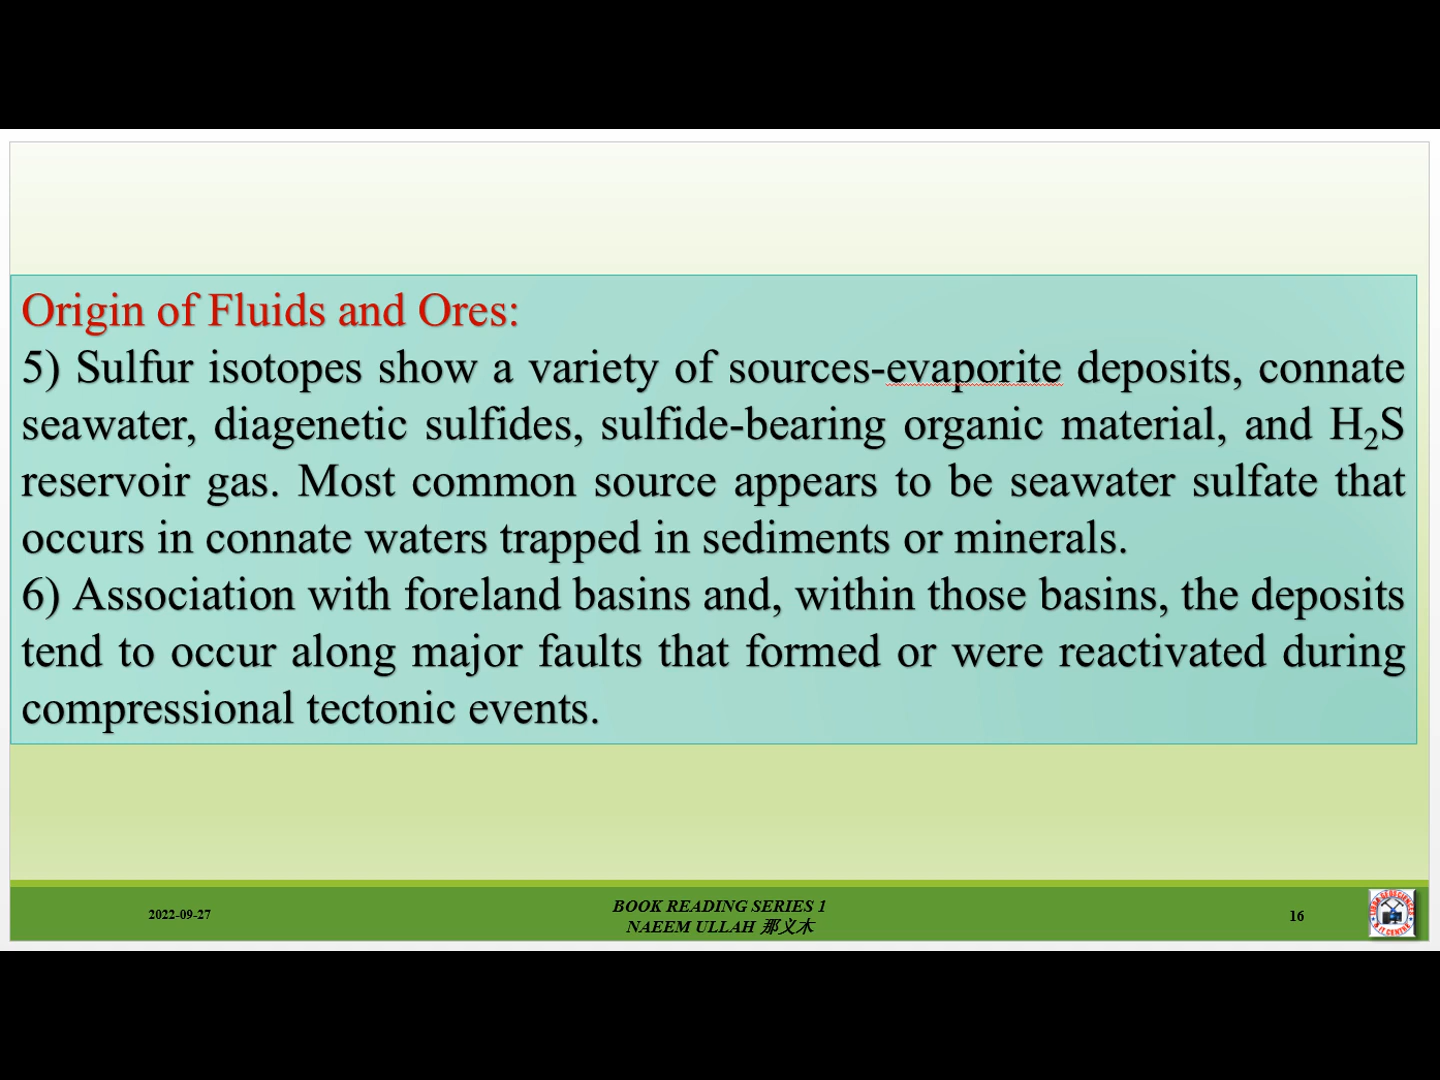 Origin of Fluids and Ores:
5) Sulfur isotopes show a variety of sources-evaporite deposits, connate
seawater, diagenetic sulfides, sulfide-bearing organic material, and H₂S
reservoir gas. Most common source appears to be seawater sulfate that
occurs in connate waters trapped in sediments or minerals.
6) Association with foreland basins and, within those basins, the deposits
tend to occur along major faults that formed or were reactivated during
compressional tectonic events.
2022-09-27
BOOK READING SERIES 1
NAEEM ULLAH 那义木
16
& IT CENTRE